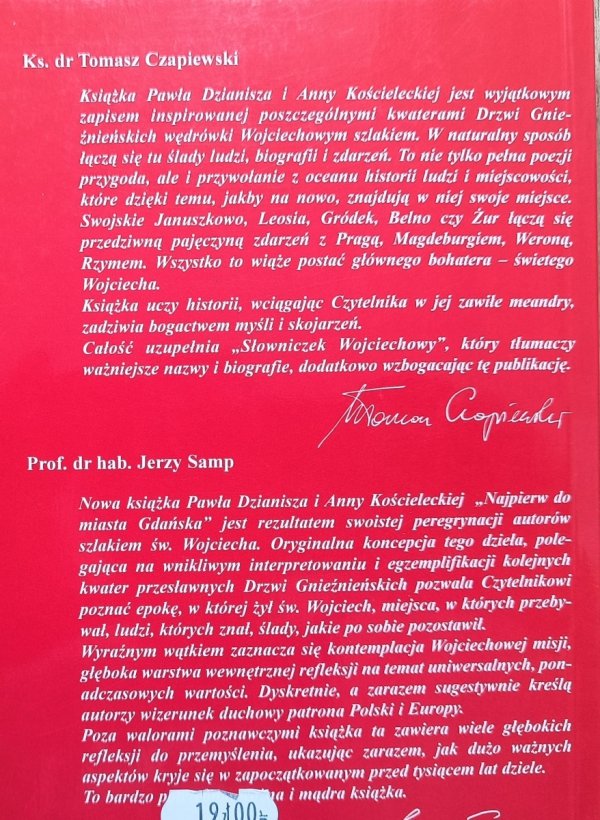 Ks. dr Tomasz Czapiewski
Książka Pawła Dzianisza i Anny Kościeleckiej jest wyjątkowym
zapisem inspirowanej poszczególnymi kwaterami Drzwi Gnie-
źnieńskich wędrówki Wojciechowym szlakiem. W naturalny sposób
łączą się tu ślady ludzi, biografii i zdarzeń. To nie tylko pełna poezji
przygoda, ale i przywołanie z oceanu historii ludzi i miejscowości,
które dzięki temu, jakby na nowo, znajdują w niej swoje miejsce.
Swojskie Januszkowo, Leosia, Gródek, Belno czy Żur łączą się
przedziwną pajęczyną zdarzeń z Pragą, Magdeburgiem, Weroną,
Rzymem. Wszystko to wiąże postać głównego bohatera – świetego
Wojciecha.
Książka uczy historii, wciągając Czytelnika w jej zawiłe meandry,
zadziwia bogactwem myśli i skojarzeń.
Całość uzupełnia „Słowniczek Wojciechowy”, który tłumaczy
ważniejsze nazwy i biografie, dodatkowo wzbogacając tę publikację.
Tomasz Czapiewski
Prof. dr hab. Jerzy Samp
Nowa książka Pawła Dzianisza i Anny Kościeleckiej „Najpierw do
miasta Gdańska” jest rezultatem swoistej peregrynacji autorów
szlakiem św. Wojciecha. Oryginalna koncepcja tego dzieła, pole-
gająca na wnikliwym interpretowaniu i egzemplifikacji kolejnych
kwater przesławnych Drzwi Gnieźnieńskich pozwala Czytelnikowi
poznać epokę, w której żył św. Wojciech, miejsca, w których przeby-
wał, ludzi, których znał, ślady, jakie po sobie pozostawił.
Wyraźnym wątkiem zaznacza się kontemplacja Wojciechowej misji,
głęboka warstwa wewnętrznej refleksji na temat uniwersalnych, pon-
adczasowych wartości. Dyskretnie, a zarazem sugestywnie kreślą
autorzy wizerunek duchowy patrona Polski i Europy.
Poza walorami poznawczymi książka ta zawiera wiele głębokich
refleksji do przemyślenia, ukazując zarazem, jak dużo ważnych
aspektów kryje się w zapoczątkowanym przed tysiącem lat dziele.
To bardzo i mądra książka.
19,00